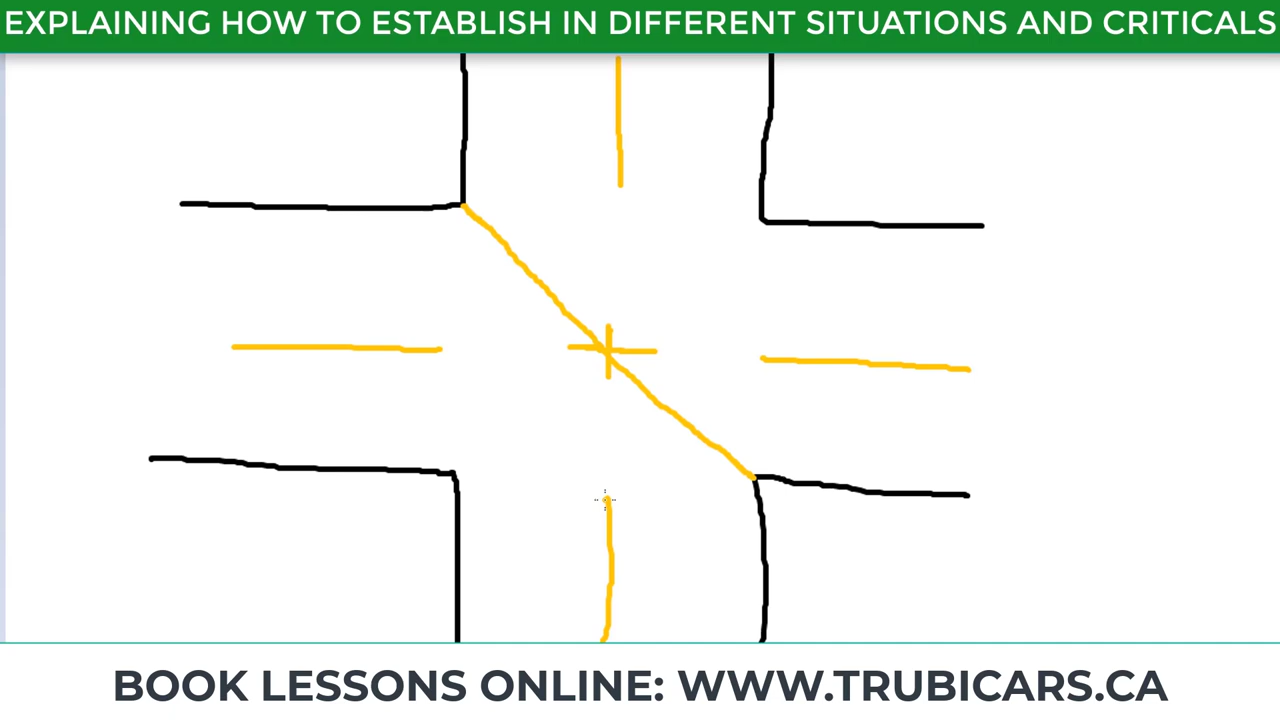 EXPLAINING HOW TO ESTABLISH IN DIFFERENT SITUATIONS AND CRITICALS
BOOK LESSONS ONLINE: WWW.TRUBICARS.CA